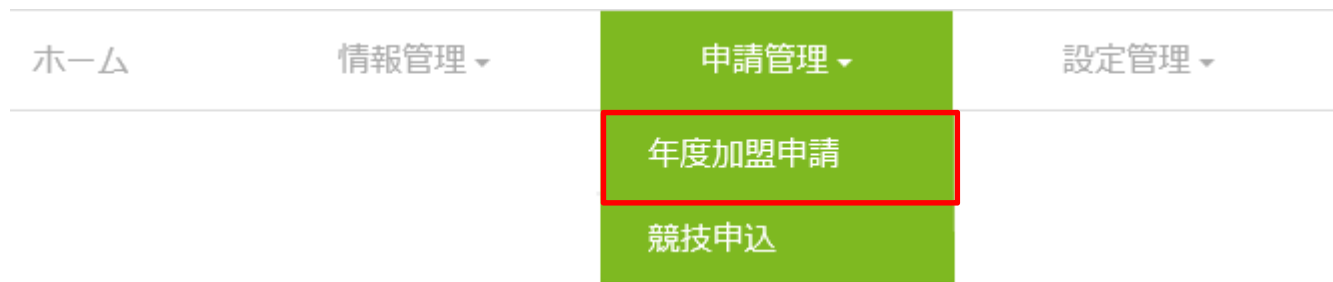 ホーム 情報管理 申請管理 設定管理
年度加盟申請
競技申込